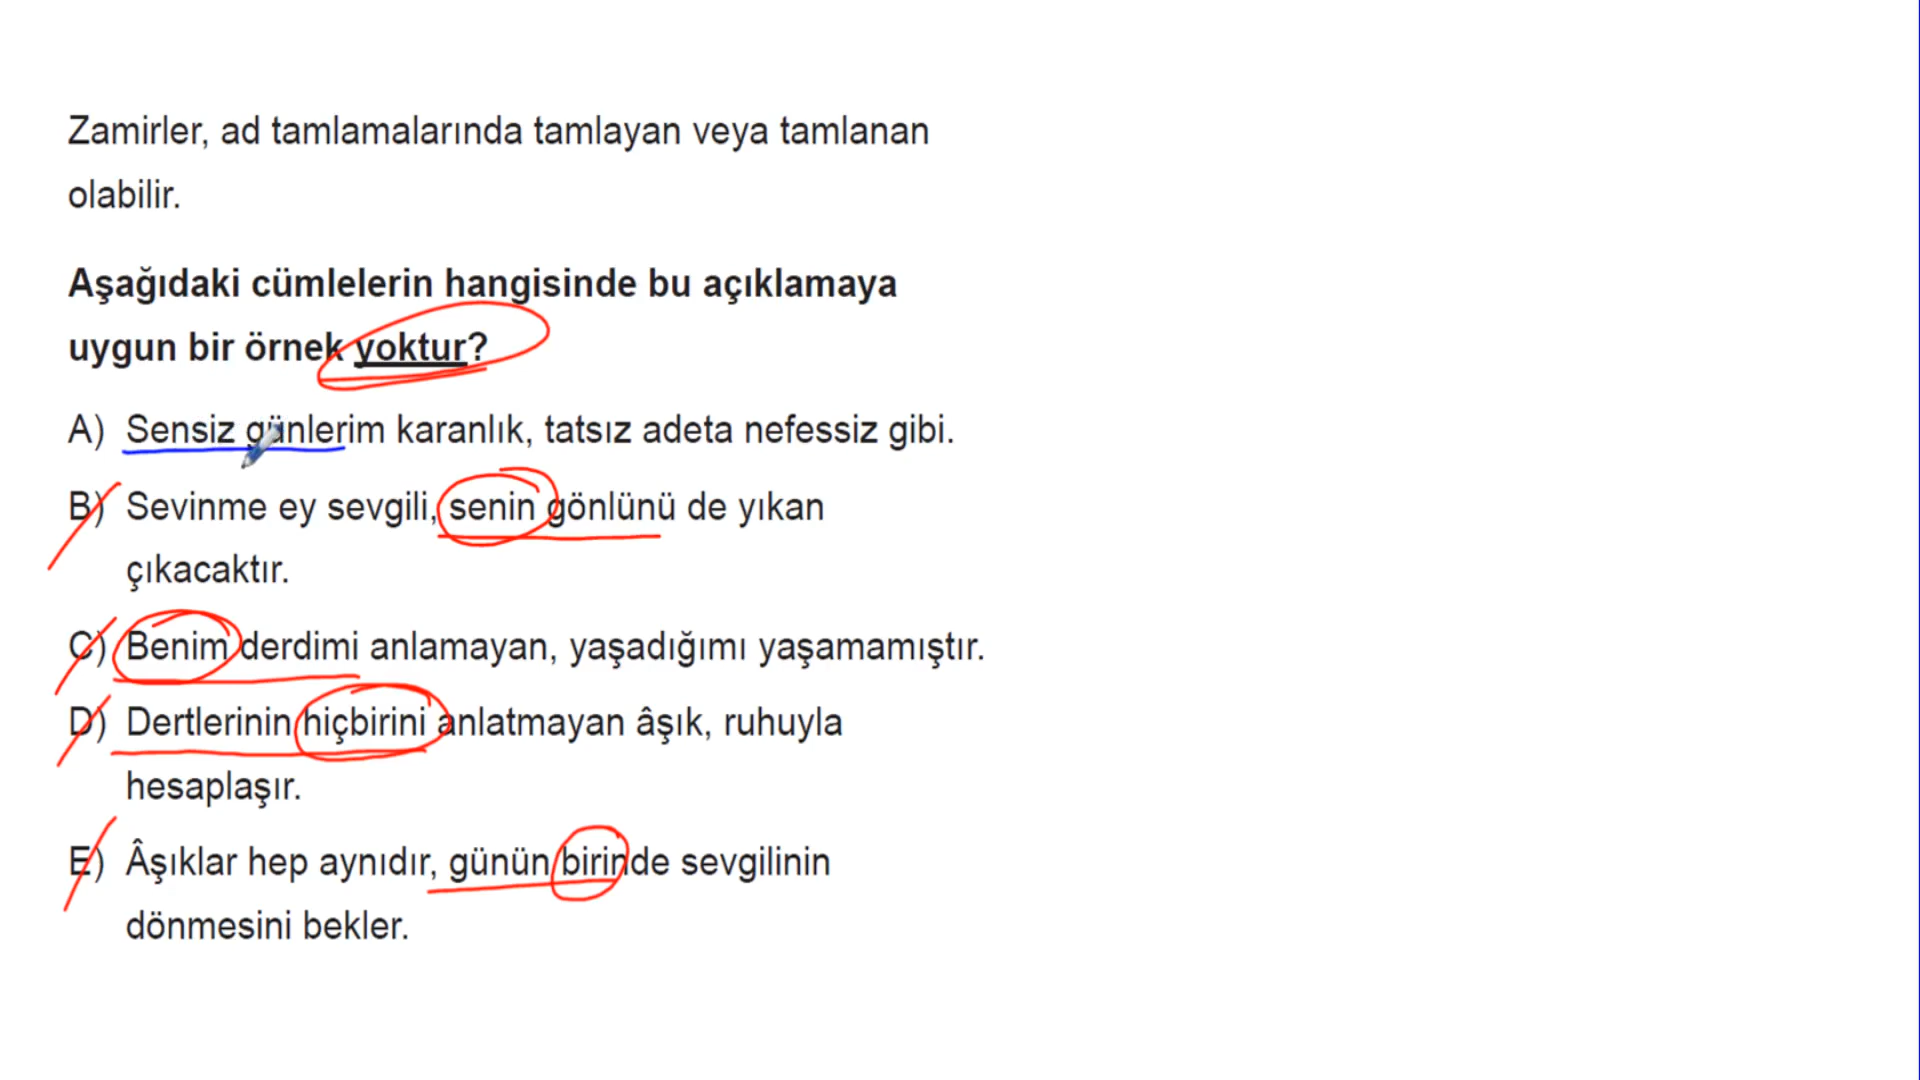 Zamirler, ad tamlamalarında tamlayan veya tamlanan
olabilir.
Aşağıdaki cümlelerin hangisinde bu açıklamaya
uygun bir örnek yoktur?
A) Sensiz günlerim karanlık, tatsız adeta nefessiz gibi.
B) Sevinme ey sevgili, senin gönlünü de yıkan
çıkacaktır.
C) Benim derdimi anlamayan, yaşadığımı yaşamamıştır.
D) Dertlerinin hiçbirini anlatmayan âşık, ruhuyla
hesaplaşır.
E) Âşıklar hep aynıdır, günün birinde sevgilinin
dönmesini bekler.